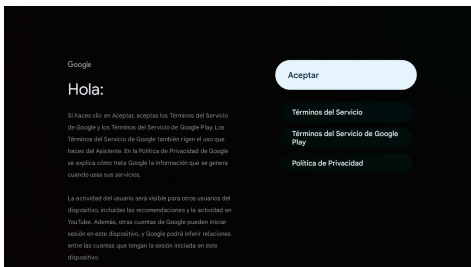 Google
Hola:
Si haces clic en Aceptar, aceptas los Términos del Servicio
de Google y los Términos del Servicio de Google Play. Los
Términos del Servicio de Google también rigen el uso que
haces del Asistente. En la Política de Privacidad de Google
se explica cómo trata Google la información que se genera
cuando usas sus servicios.
La actividad del usuario será visible para otros usuarios del
dispositivo, incluidas las recomendaciones y la actividad en
YouTube. Además, otras cuentas de Google pueden iniciar
sesión en este dispositivo, y Google podrá inferir relaciones
entre las cuentas que tengan la sesión iniciada en este
dispositivo.
Aceptar
Términos del Servicio
Términos del Servicio de Google
Play
Política de Privacidad